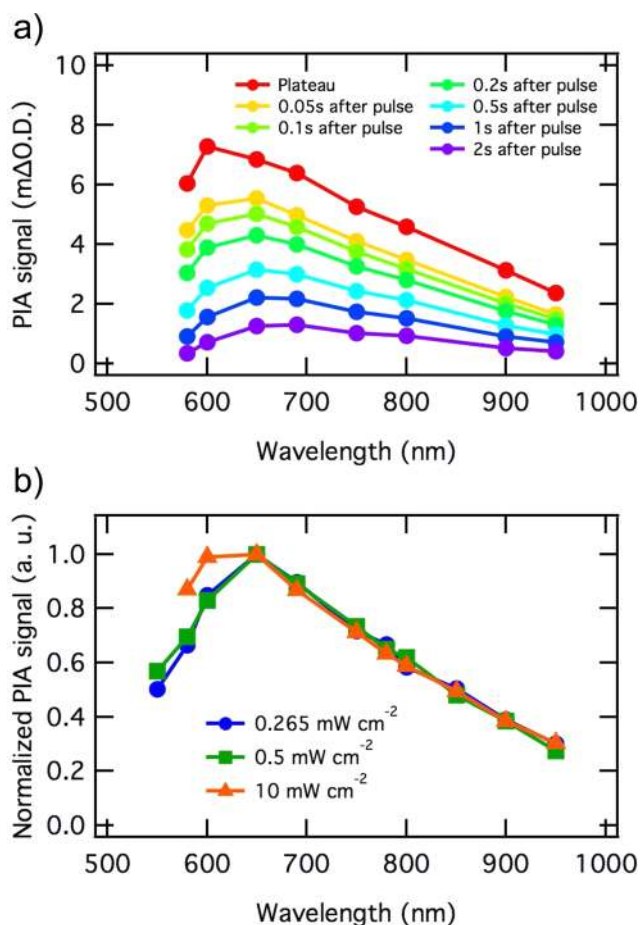 a)
10
8
6
4
2
0
PIA signal (mΔO.D.)
Plateau
0.05s after pulse
0.1s after pulse
0.2s after pulse
0.5s after pulse
1s after pulse
2s after pulse
500 600 700 800 900 1000
Wavelength (nm)
b)
1.0
0.8
0.6
0.4
0.2
0.0
Normalized PIA signal (a. u.)
0.265 mW cm⁻²
0.5 mW cm⁻²
10 mW cm⁻²
500 600 700 800 900 1000
Wavelength (nm)